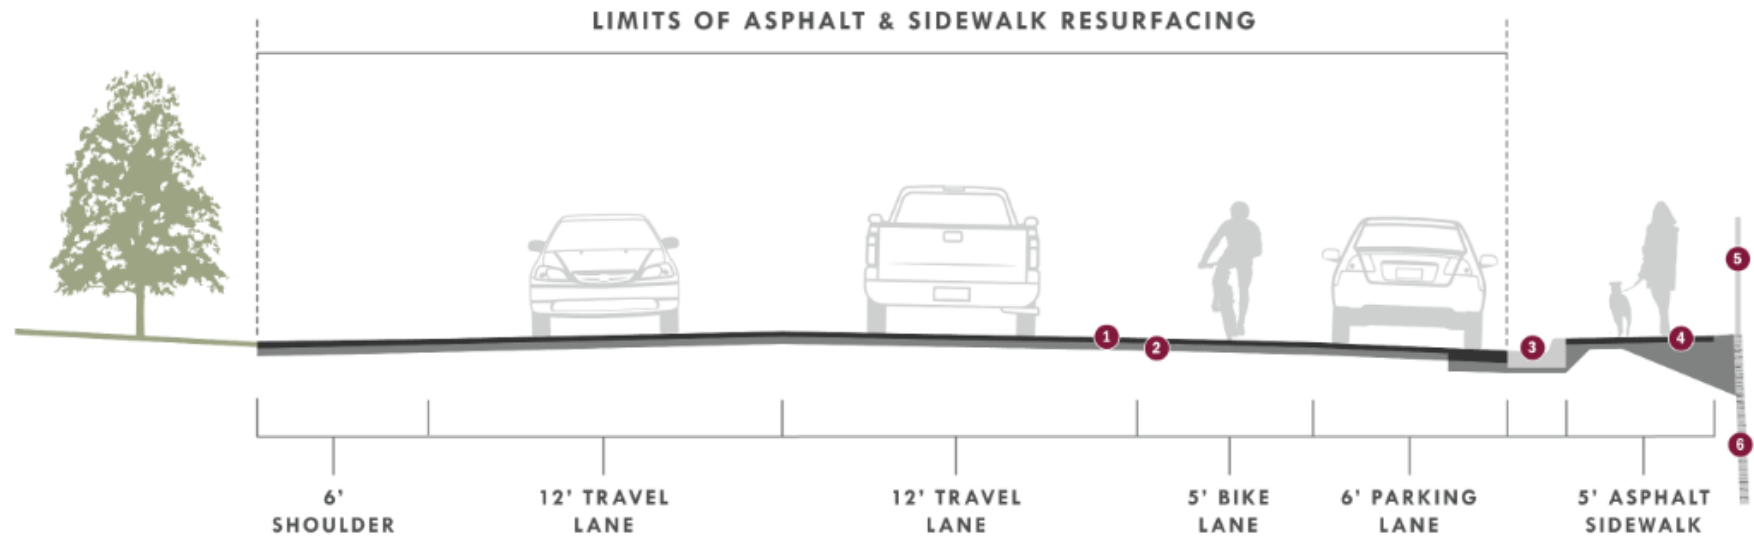 LIMITS OF ASPHALT & SIDEWALK RESURFACING
5
1
2
3
4
6
6' SHOULDER
12' TRAVEL LANE
12' TRAVEL LANE
5' BIKE LANE
6' PARKING LANE
5' ASPHALT SIDEWALK